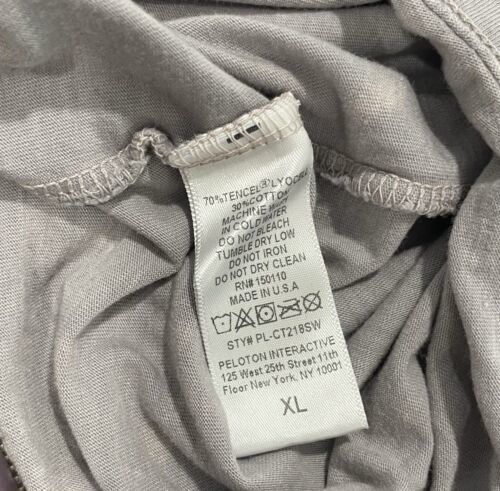 70%TENCEL®LYOCELL
30%COTTON
MACHINE WASH
IN COLD WATER
DO NOT BLEACH
TUMBLE DRY LOW
DO NOT IRON
DO NOT DRY CLEAN
RN# 150110
MADE IN U.S.A
STY# PL-CT218SW
PELOTON INTERACTIVE
125 West 25th Street 11th
Floor New York, NY 10001
XL